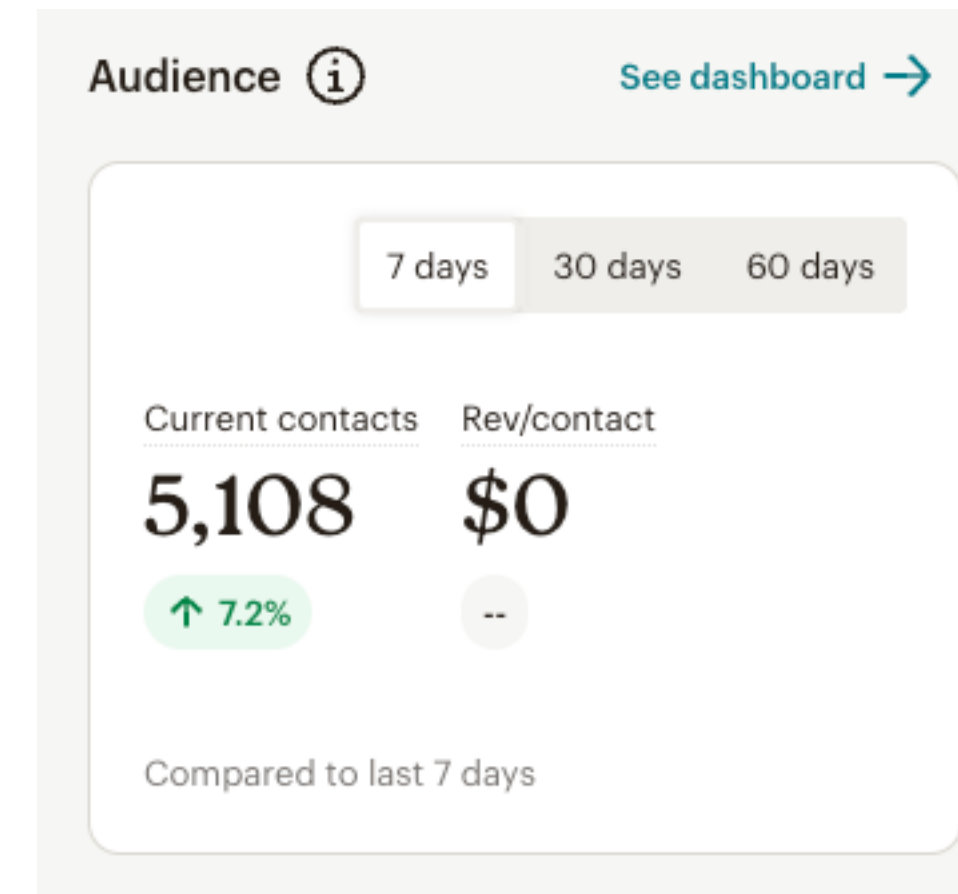 Audience
See dashboard →
7 days 30 days 60 days
Current contacts Rev/contact
5,108 $0
↑ 7.2% --
Compared to last 7 days